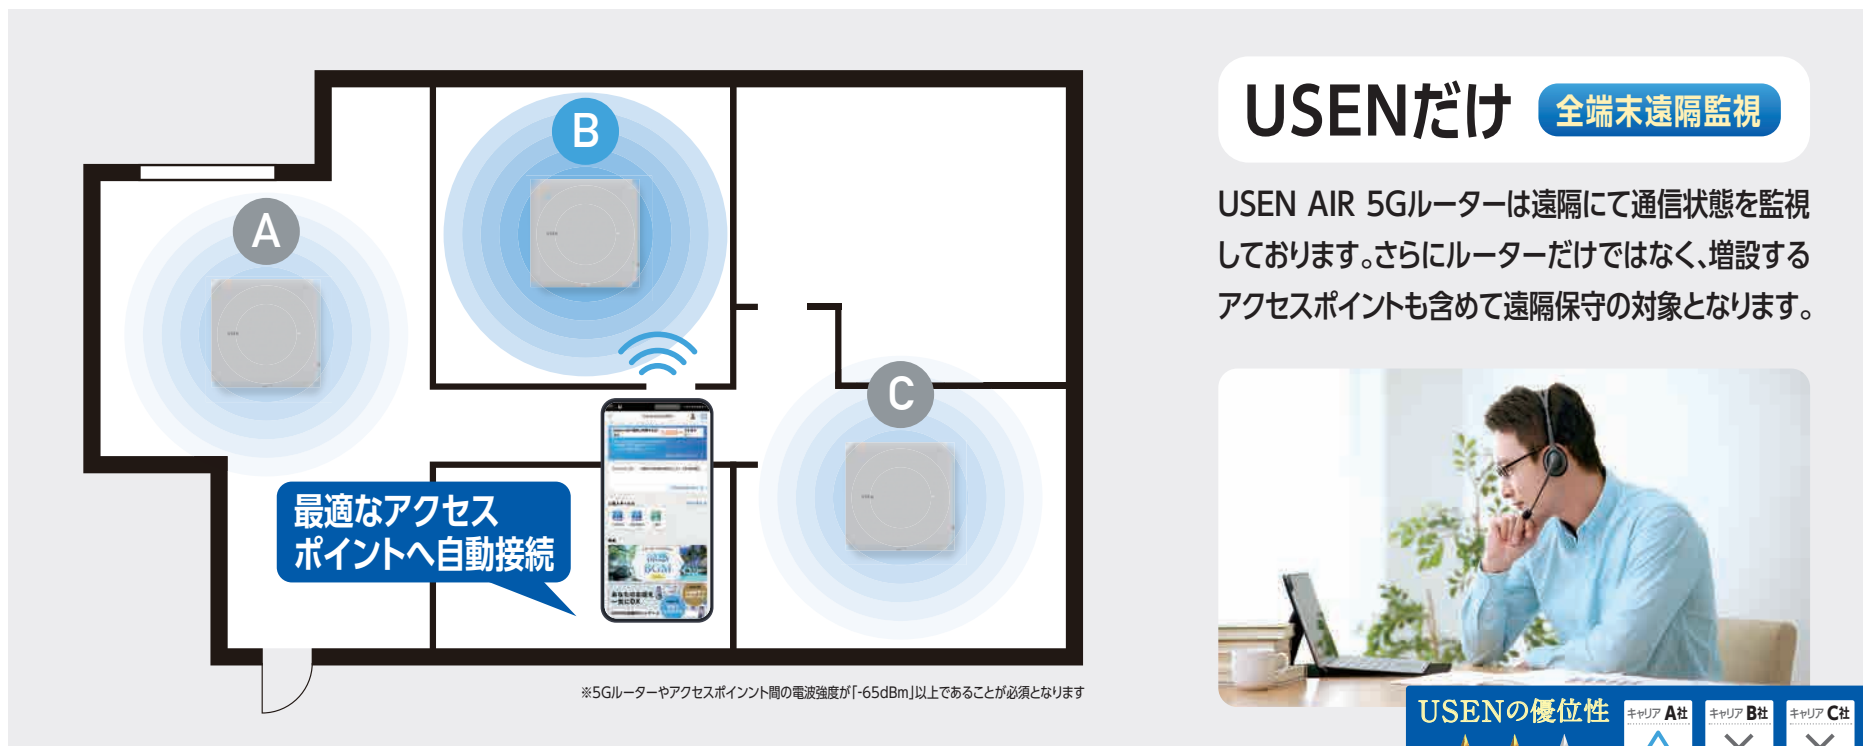 A
B
C
最適なアクセス
ポイントへ自動接続
※5Gルーターやアクセスポインント間の電波強度が「-65dBm」以上であることが必須となります
USENだけ
全端末遠隔監視
USEN AIR 5Gルーターは遠隔にて通信状態を監視
しております。さらにルーターだけではなく、増設する
アクセスポイントも含めて遠隔保守の対象となります。
USENの優位性
キャリア A社
キャリア B社
キャリア C社